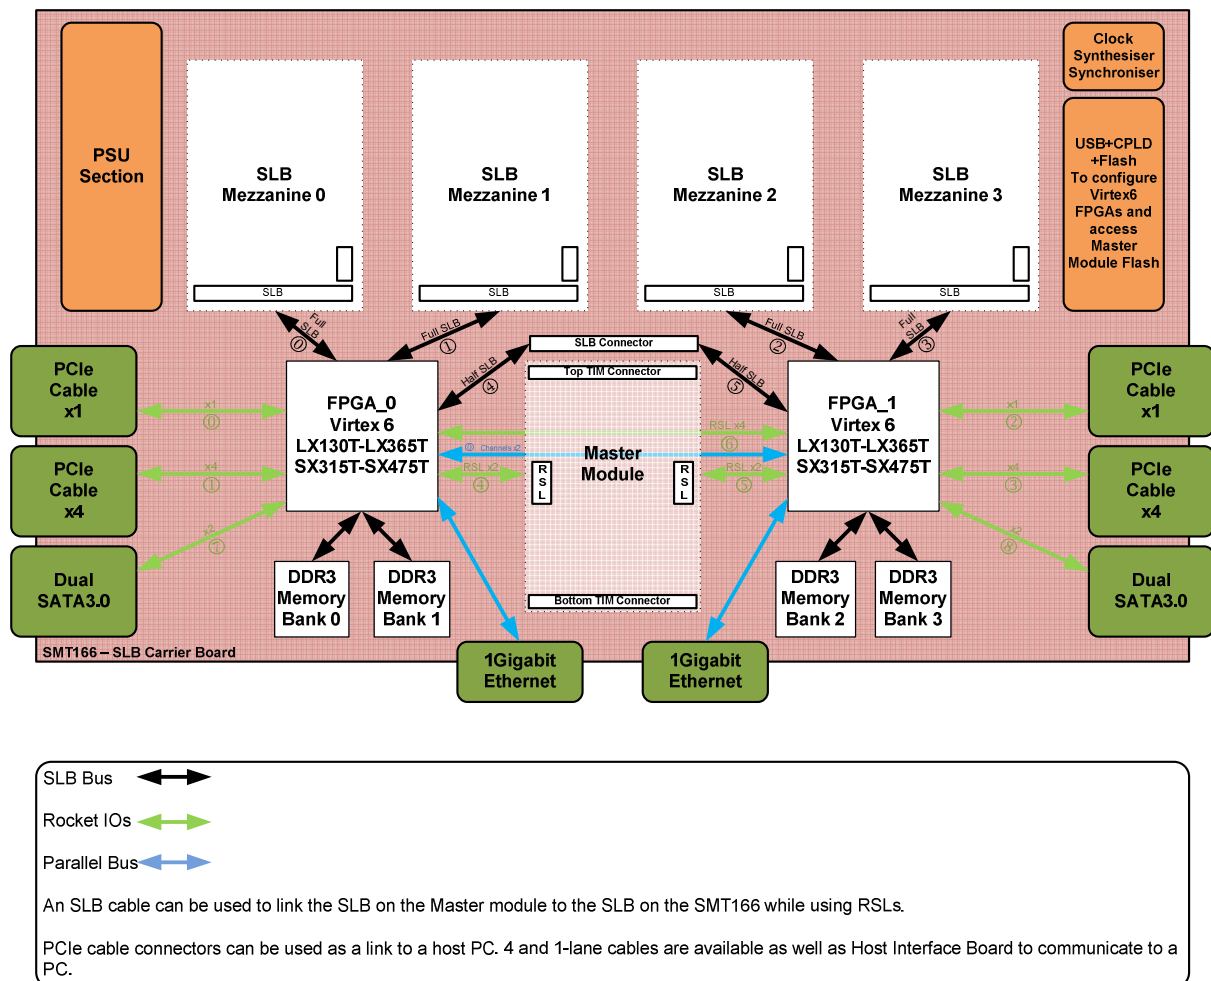 PSU
Section
SLB
Mezzanine 0
SLB
SLB
Mezzanine 1
SLB
SLB
Mezzanine 2
SLB
SLB
Mezzanine 3
SLB
Clock
Synthesiser
Synchroniser
USB+CPLD
+Flash
To configure
Virtex6
FPGAs and
access
Master
Module Flash
Full
SLB
⓪
Full SLB
①
Full SLB
②
Full
SLB
③
SLB Connector
Half SLB
④
Half SLB
⑤
Top TIM Connector
PCIe
Cable
x1
x1
⓪
PCIe
Cable
x4
x4
①
Dual
SATA3.0
x2
⑦
FPGA_0
Virtex 6
LX130T-LX365T
SX315T-SX475T
RSL x4
⑥
⓪ Channels x2
RSL x2
④
RSL
Master
Module
RSL
RSL x2
⑤
FPGA_1
Virtex 6
LX130T-LX365T
SX315T-SX475T
x1
②
PCIe
Cable
x1
x4
③
PCIe
Cable
x4
x2
⑧
Dual
SATA3.0
DDR3
Memory
Bank 0
DDR3
Memory
Bank 1
Bottom TIM Connector
DDR3
Memory
Bank 2
DDR3
Memory
Bank 3
SMT166 – SLB Carrier Board
1Gigabit
Ethernet
1Gigabit
Ethernet
SLB Bus
Rocket IOs
Parallel Bus
An SLB cable can be used to link the SLB on the Master module to the SLB on the SMT166 while using RSLs.
PCIe cable connectors can be used as a link to a host PC. 4 and 1-lane cables are available as well as Host Interface Board to communicate to a
PC.